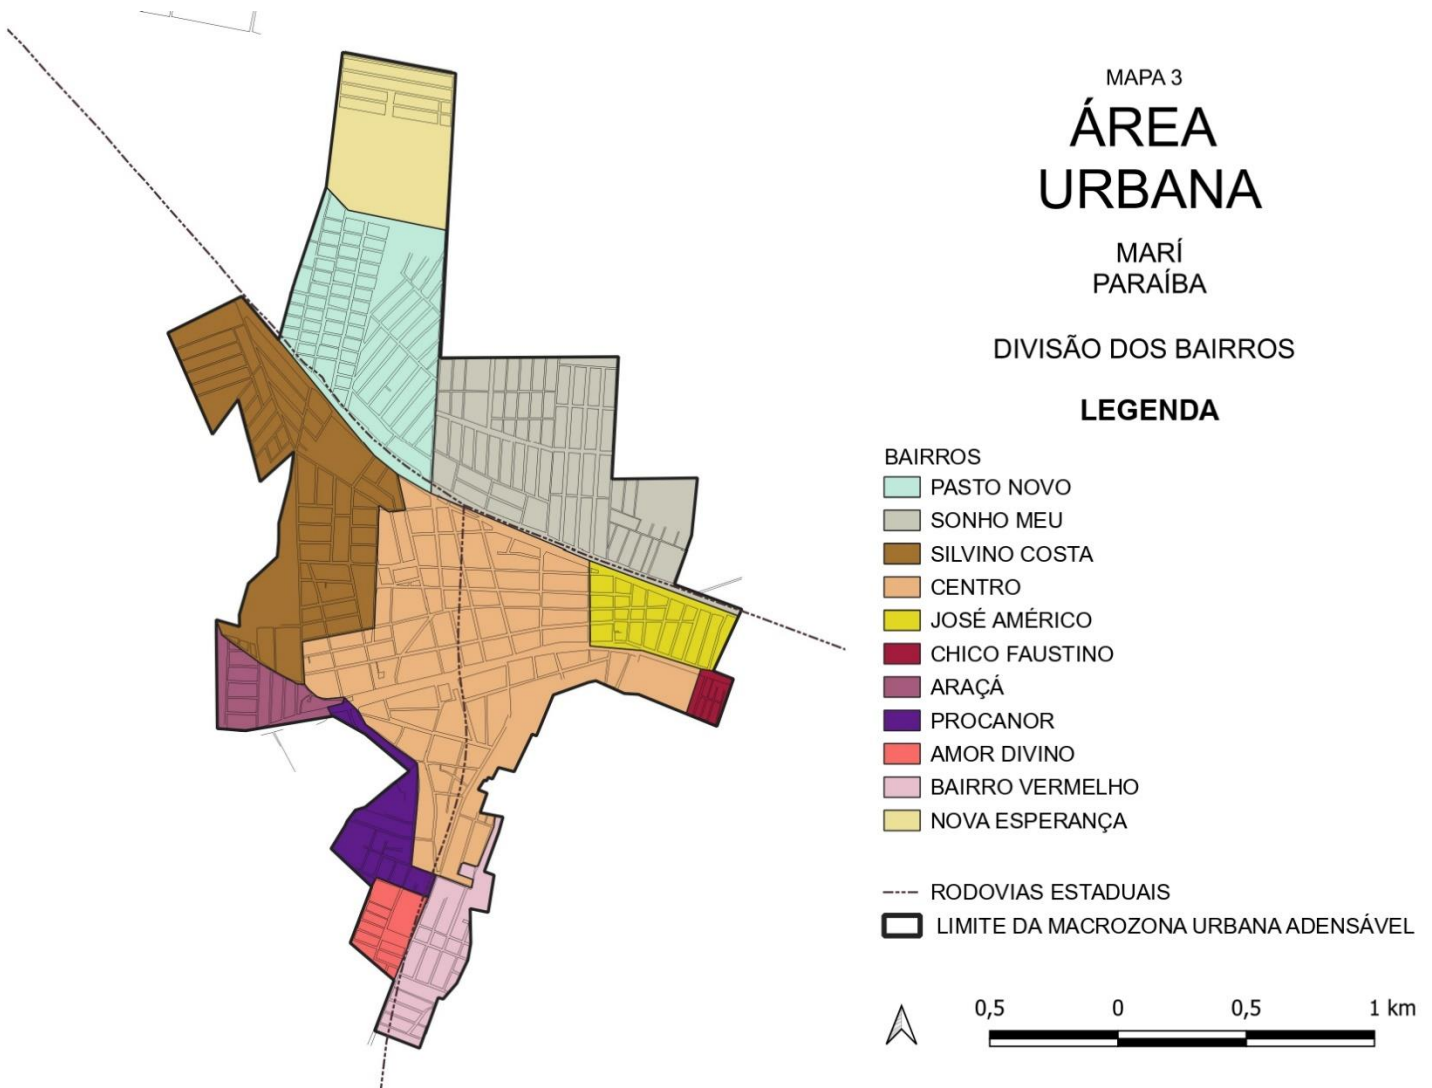 MAPA 3
ÁREA
URBANA
MARÍ
PARAÍBA
DIVISÃO DOS BAIRROS
LEGENDA
BAIRROS
PASTO NOVO
SONHO MEU
SILVINO COSTA
CENTRO
JOSÉ AMÉRICO
CHICO FAUSTINO
ARAÇÁ
PROCANOR
AMOR DIVINO
BAIRRO VERMELHO
NOVA ESPERANÇA
RODOVIAS ESTADUAIS
LIMITE DA MACROZONA URBANA ADENSÁVEL
0,5 0 0,5 1 km